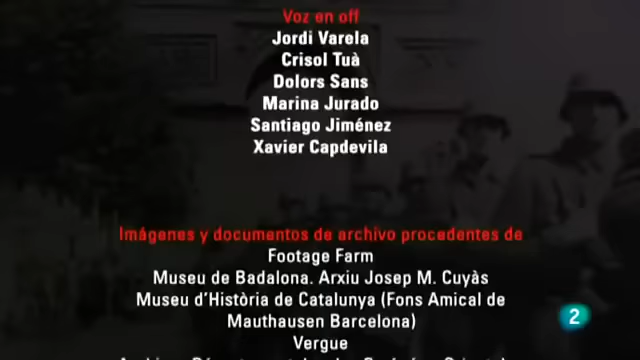 Voz en off
Jordi Varela
Crisol Tuà
Dolors Sans
Marina Jurado
Santiago Jiménez
Xavier Capdevila
Imágenes y documentos de archivo procedentes de
Footage Farm
Museu de Badalona. Arxiu Josep M. Cuyàs
Museu d'Història de Catalunya (Fons Amical de
Mauthausen Barcelona)
2
Vergue